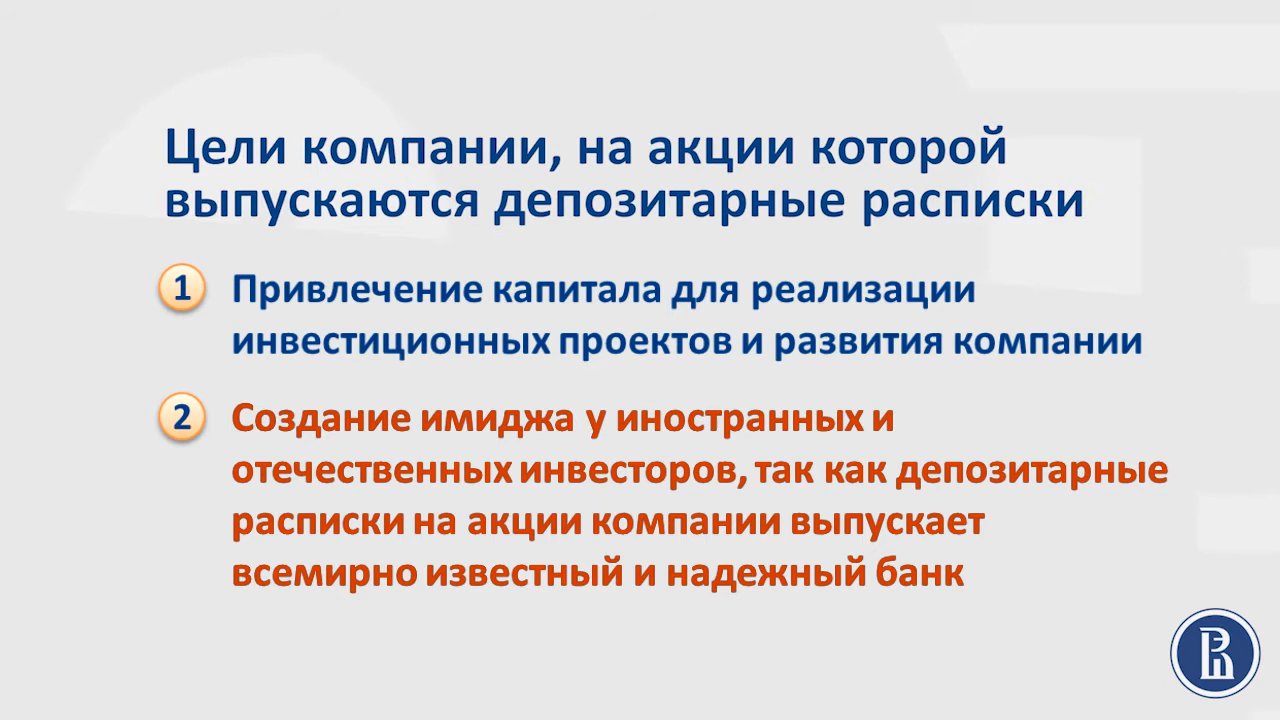 Цели компании, на акции которой
выпускаются депозитарные расписки
1 Привлечение капитала для реализации
инвестиционных проектов и развития компании
2 Создание имиджа у иностранных и
отечественных инвесторов, так как депозитарные
расписки на акции компании выпускает
всемирно известный и надежный банк